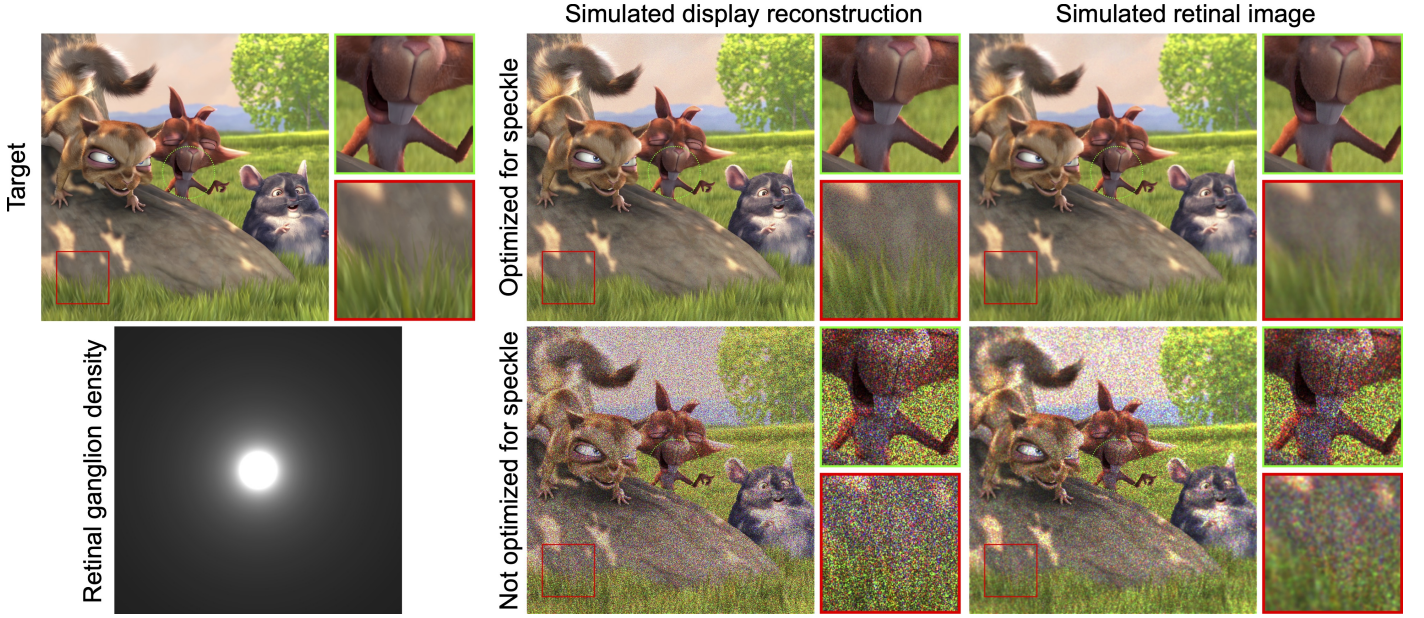 Simulated display reconstruction
Simulated retinal image
Target
Optimized for speckle
Retinal ganglion density
Not optimized for speckle